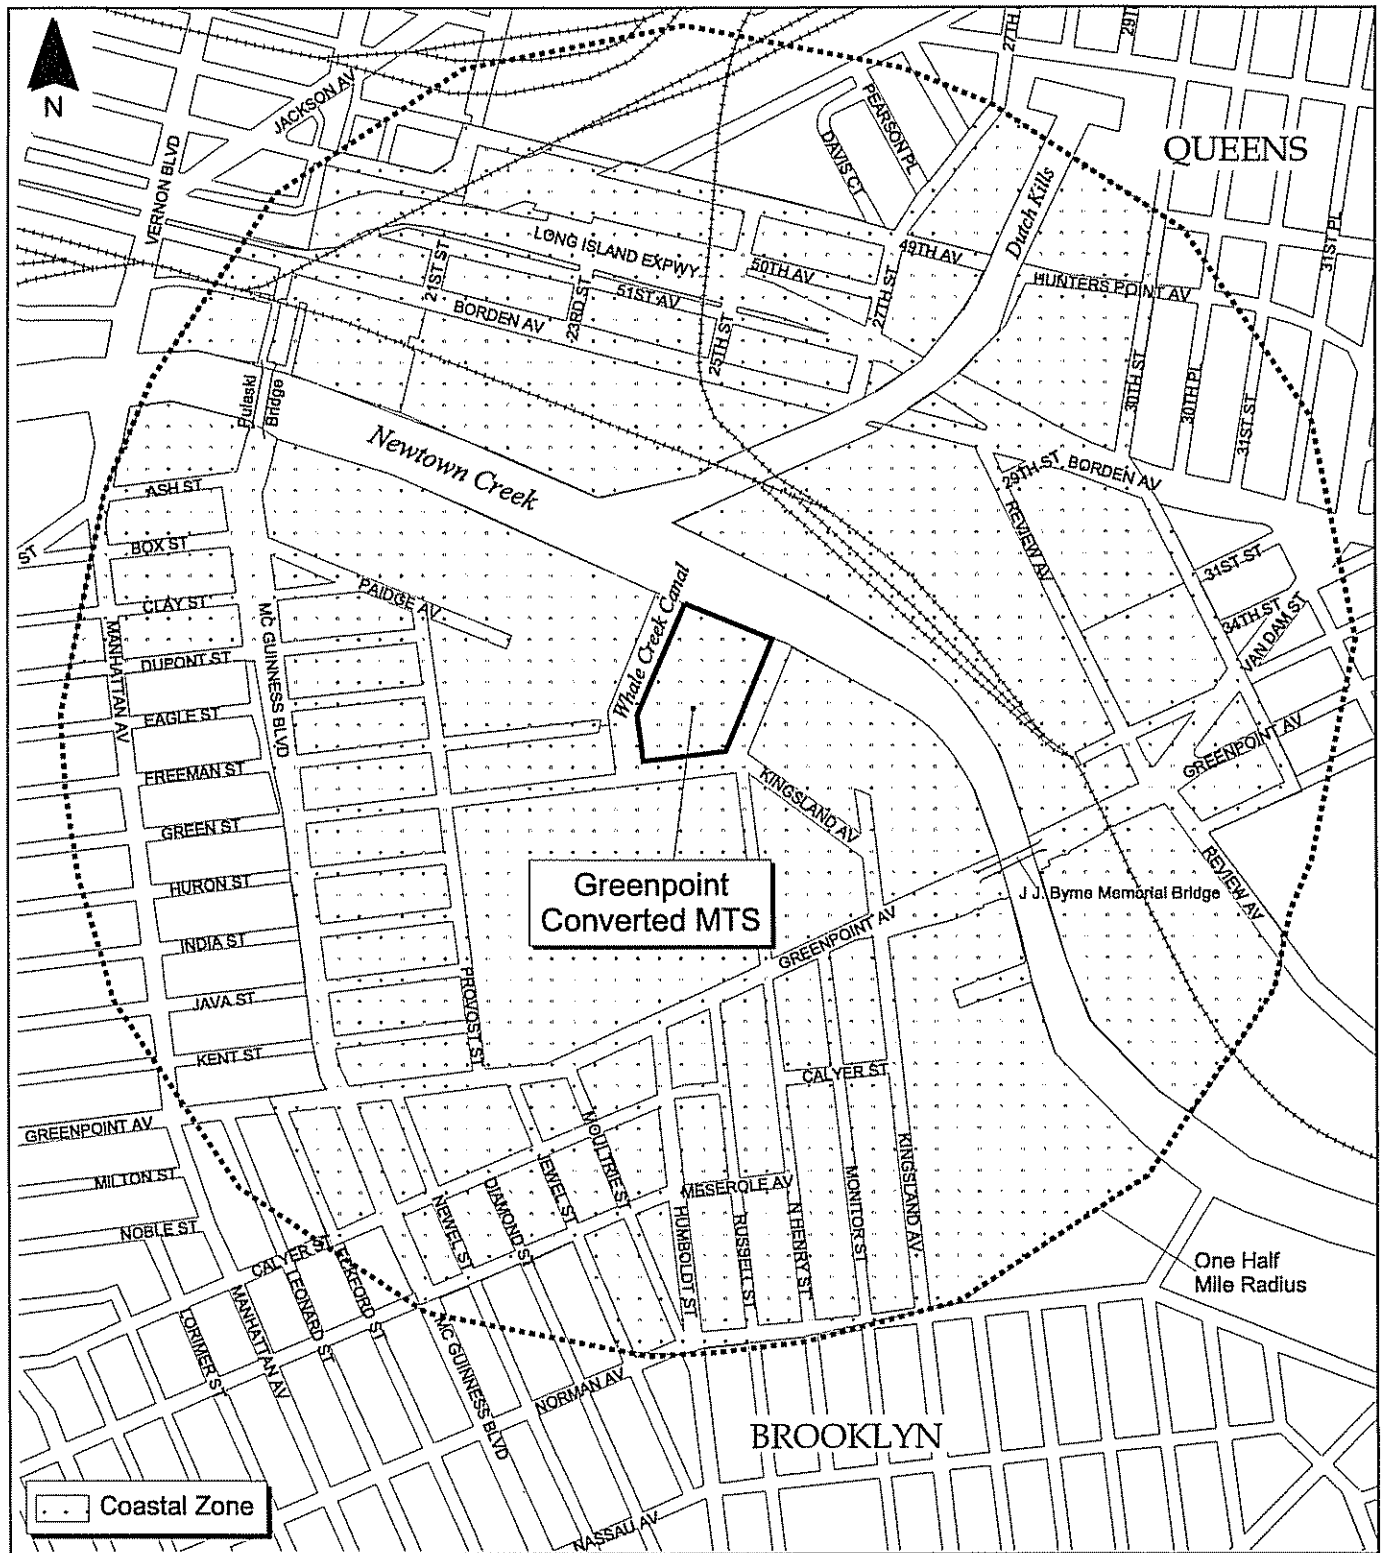 N
JACKSON AV
VERNON BLVD
27TH
29TH
PEARSON PL
DAVIS CT
QUEENS
Dutch Kills
31ST PL
LONG ISLAND EXPWY
49TH AV
50TH AV
21ST ST
23RD ST
51ST AV
27TH ST
HUNTERS POINT AV
BORDEN AV
25TH ST
30TH ST
30TH PL
31ST ST
Pulaski
Bridge
Newtown Creek
29TH ST
BORDEN AV
REVIEW AV
ASH ST
BOX ST
ST
CLAY ST
PAIDGE AV
Whale Creek Canal
31ST ST
34TH ST
VAN DAM ST
MANHATTAN AV
MC GUINNESS BLVD
DUPONT ST
EAGLE ST
FREEMAN ST
GREEN ST
KINGSLAND AV
GREENPOINT AV
HURON ST
Greenpoint
Converted MTS
J J. Byrne Memorial Bridge
REVIEW AV
INDIA ST
GREENPOINT AV
JAVA ST
PROVOST ST
KENT ST
CALYER ST
GREENPOINT AV
MILTON ST
NOBLE ST
MOULTRIE ST
JEWEL ST
DIAMOND ST
NEWEL ST
MESEROLE AV
HUMBOLDT ST
RUSSELL ST
N HENRY ST
MONITOR ST
KINGSLAND AV
CALYER ST
ECKFORD ST
LEONARD ST
MANHATTAN AV
LORIMER ST
MC GUINNESS BLVD
NORMAN AV
One Half
Mile Radius
BROOKLYN
NASSAU AV
Coastal Zone